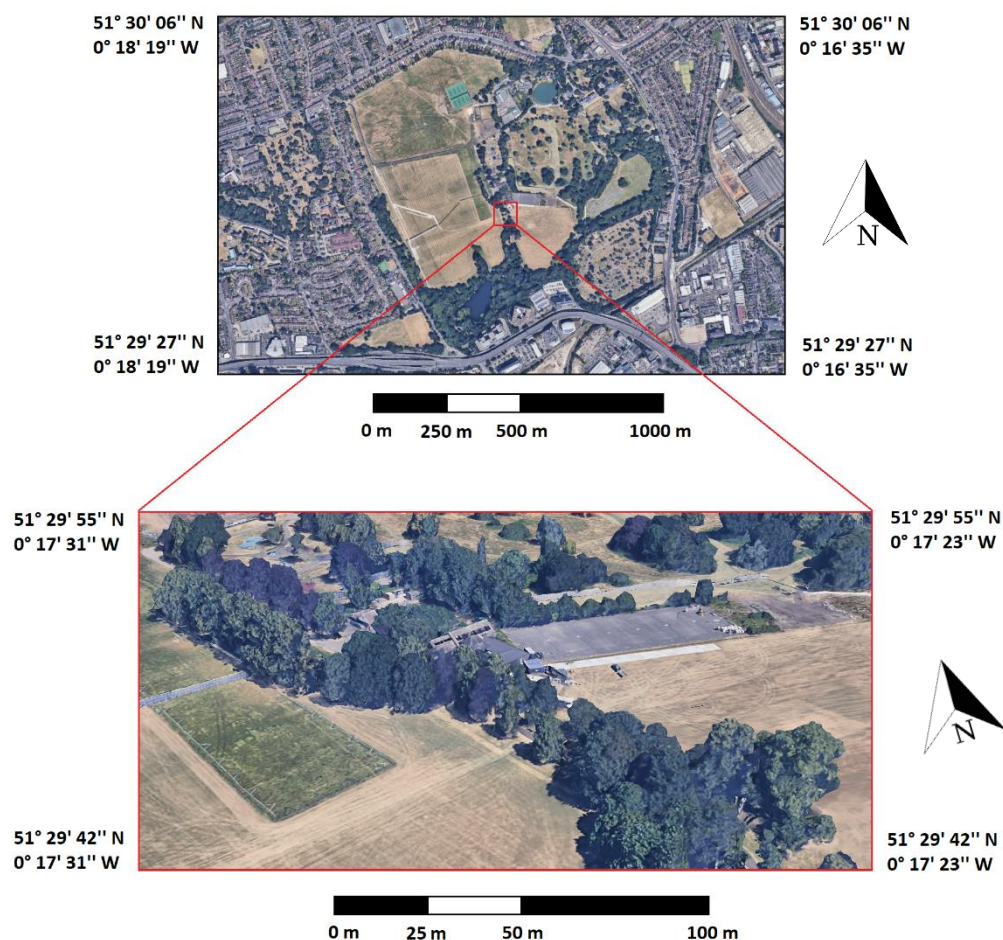 51° 30' 06'' N
0° 18' 19'' W
51° 30' 06'' N
0° 16' 35'' W
N
51° 29' 27'' N
0° 18' 19'' W
51° 29' 27'' N
0° 16' 35'' W
0 m 250 m 500 m 1000 m
51° 29' 55'' N
0° 17' 31'' W
51° 29' 55'' N
0° 17' 23'' W
N
51° 29' 42'' N
0° 17' 31'' W
51° 29' 42'' N
0° 17' 23'' W
0 m 25 m 50 m 100 m